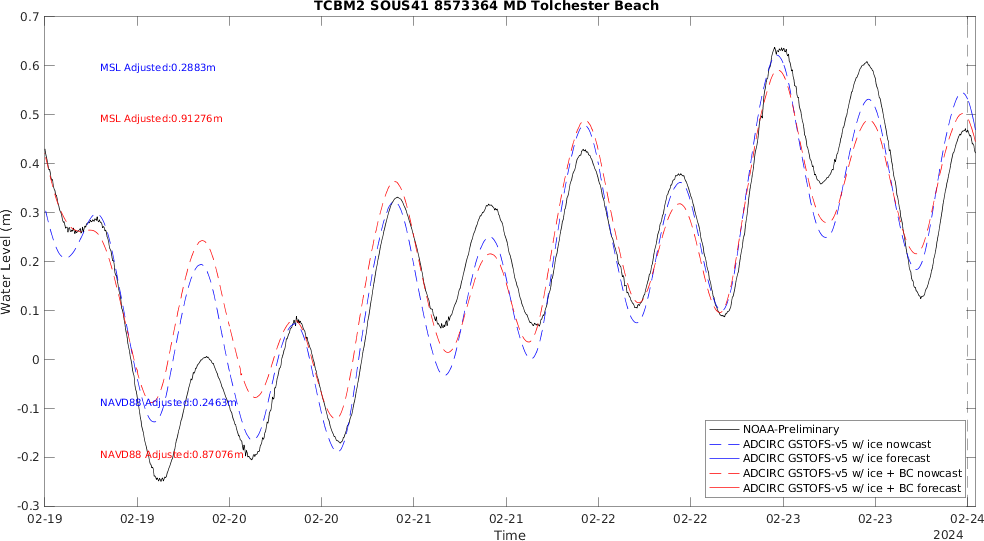 TCBM2 SOUS41 8573364 MD Tolchester Beach
0.7
0.6
0.5
0.4
0.3
0.2
0.1
0
-0.1
-0.2
-0.3
Water Level (m)
MSL Adjusted:0.2883m
MSL Adjusted:0.91276m
NAVD88 Adjusted:0.2463m
NAVD88 Adjusted:0.87076m
NOAA-Preliminary
ADCIRC GSTOFS-v5 w/ ice nowcast
ADCIRC GSTOFS-v5 w/ ice forecast
ADCIRC GSTOFS-v5 w/ ice + BC nowcast
ADCIRC GSTOFS-v5 w/ ice + BC forecast
02-19 02-19 02-20 02-20 02-21 02-21 02-22 02-22 02-23 02-23 02-24
Time
2024